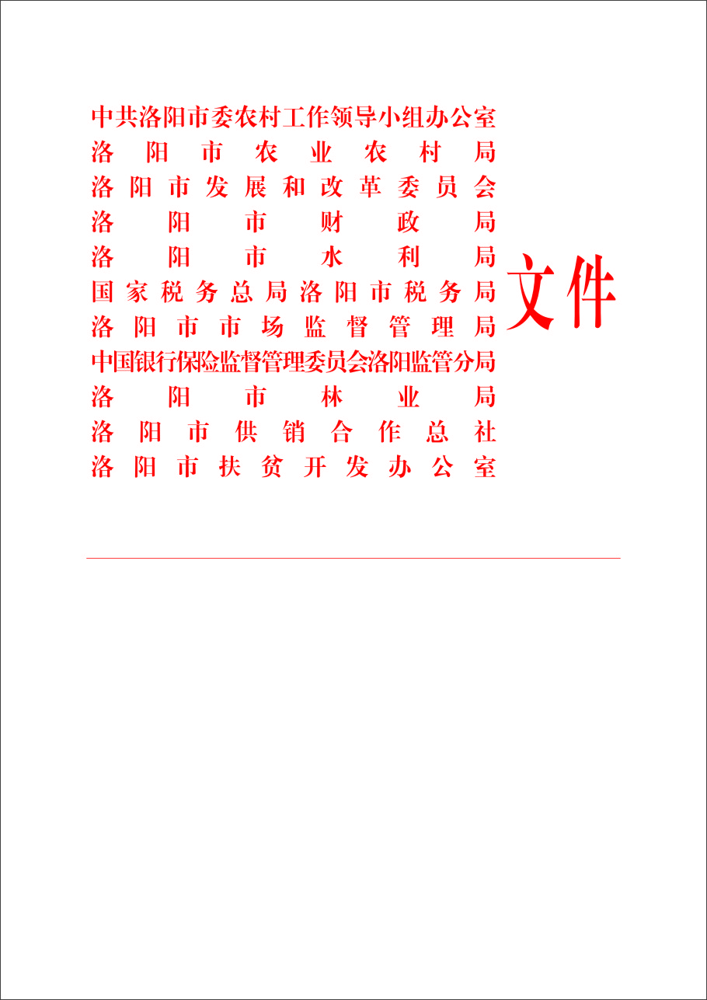 中共洛阳市委农村工作领导小组办公室
洛阳市农业农村局
洛阳市发展和改革委员会
洛阳市财政局
洛阳市水利局
国家税务总局洛阳市税务局
洛阳市市场监督管理局
中国银行保险监督管理委员会洛阳监管分局
洛阳市林业局
洛阳市供销合作总社
洛阳市扶贫开发办公室
文件